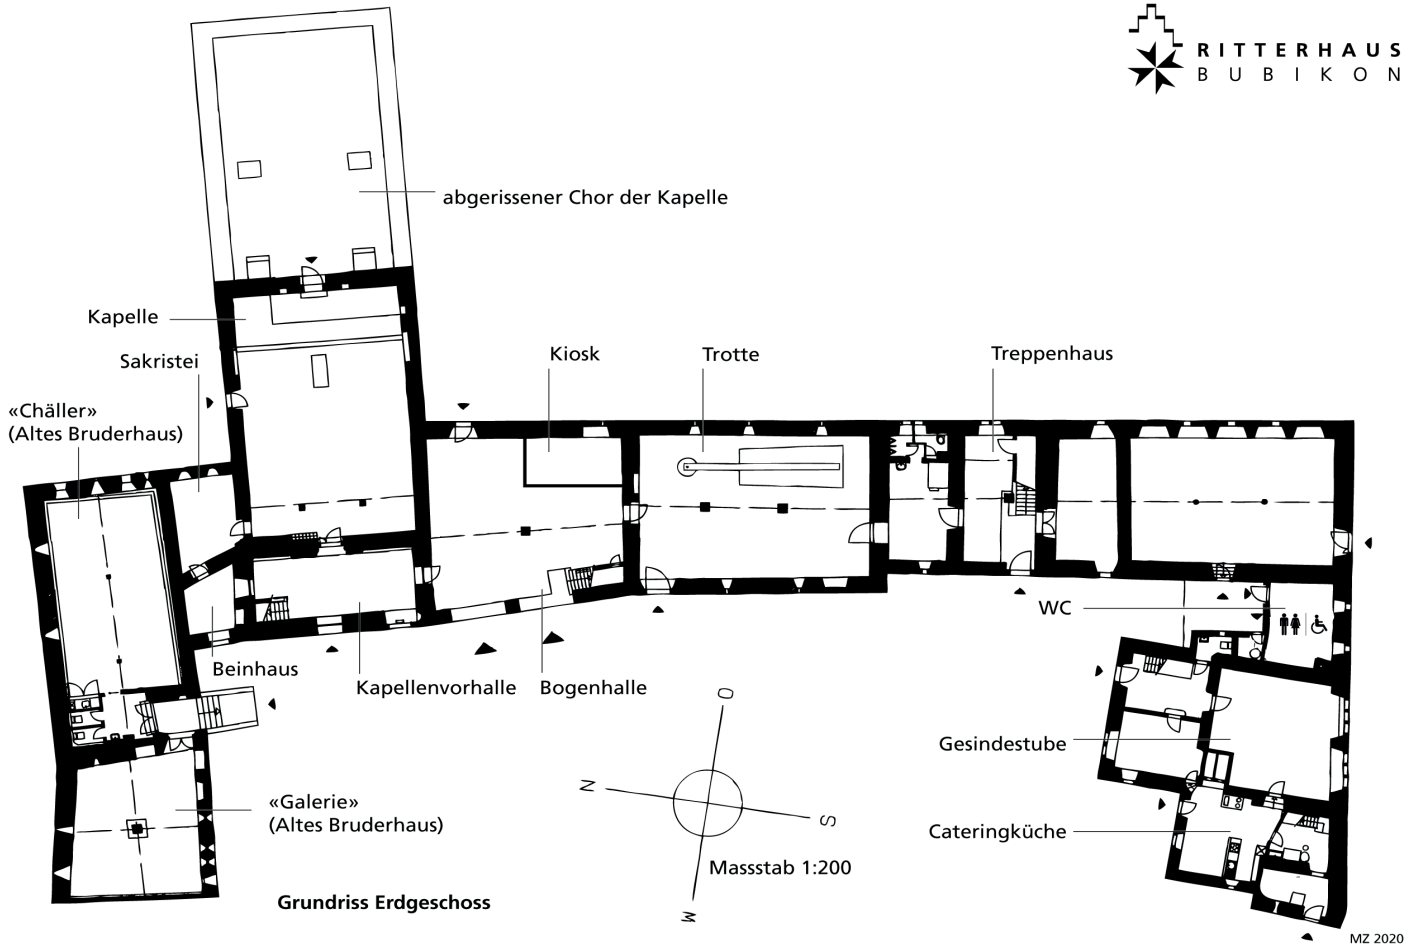 RITTERHAUS
BUBIKON
abgerissener Chor der Kapelle
Kapelle
Sakristei
Kiosk
Trotte
Treppenhaus
«Chäller»
(Altes Bruderhaus)
WC
Beinhaus
Kapellenvorhalle
Bogenhalle
O
N
S
W
Gesindestube
«Galerie»
(Altes Bruderhaus)
Cateringküche
Massstab 1:200
Grundriss Erdgeschoss
MZ 2020